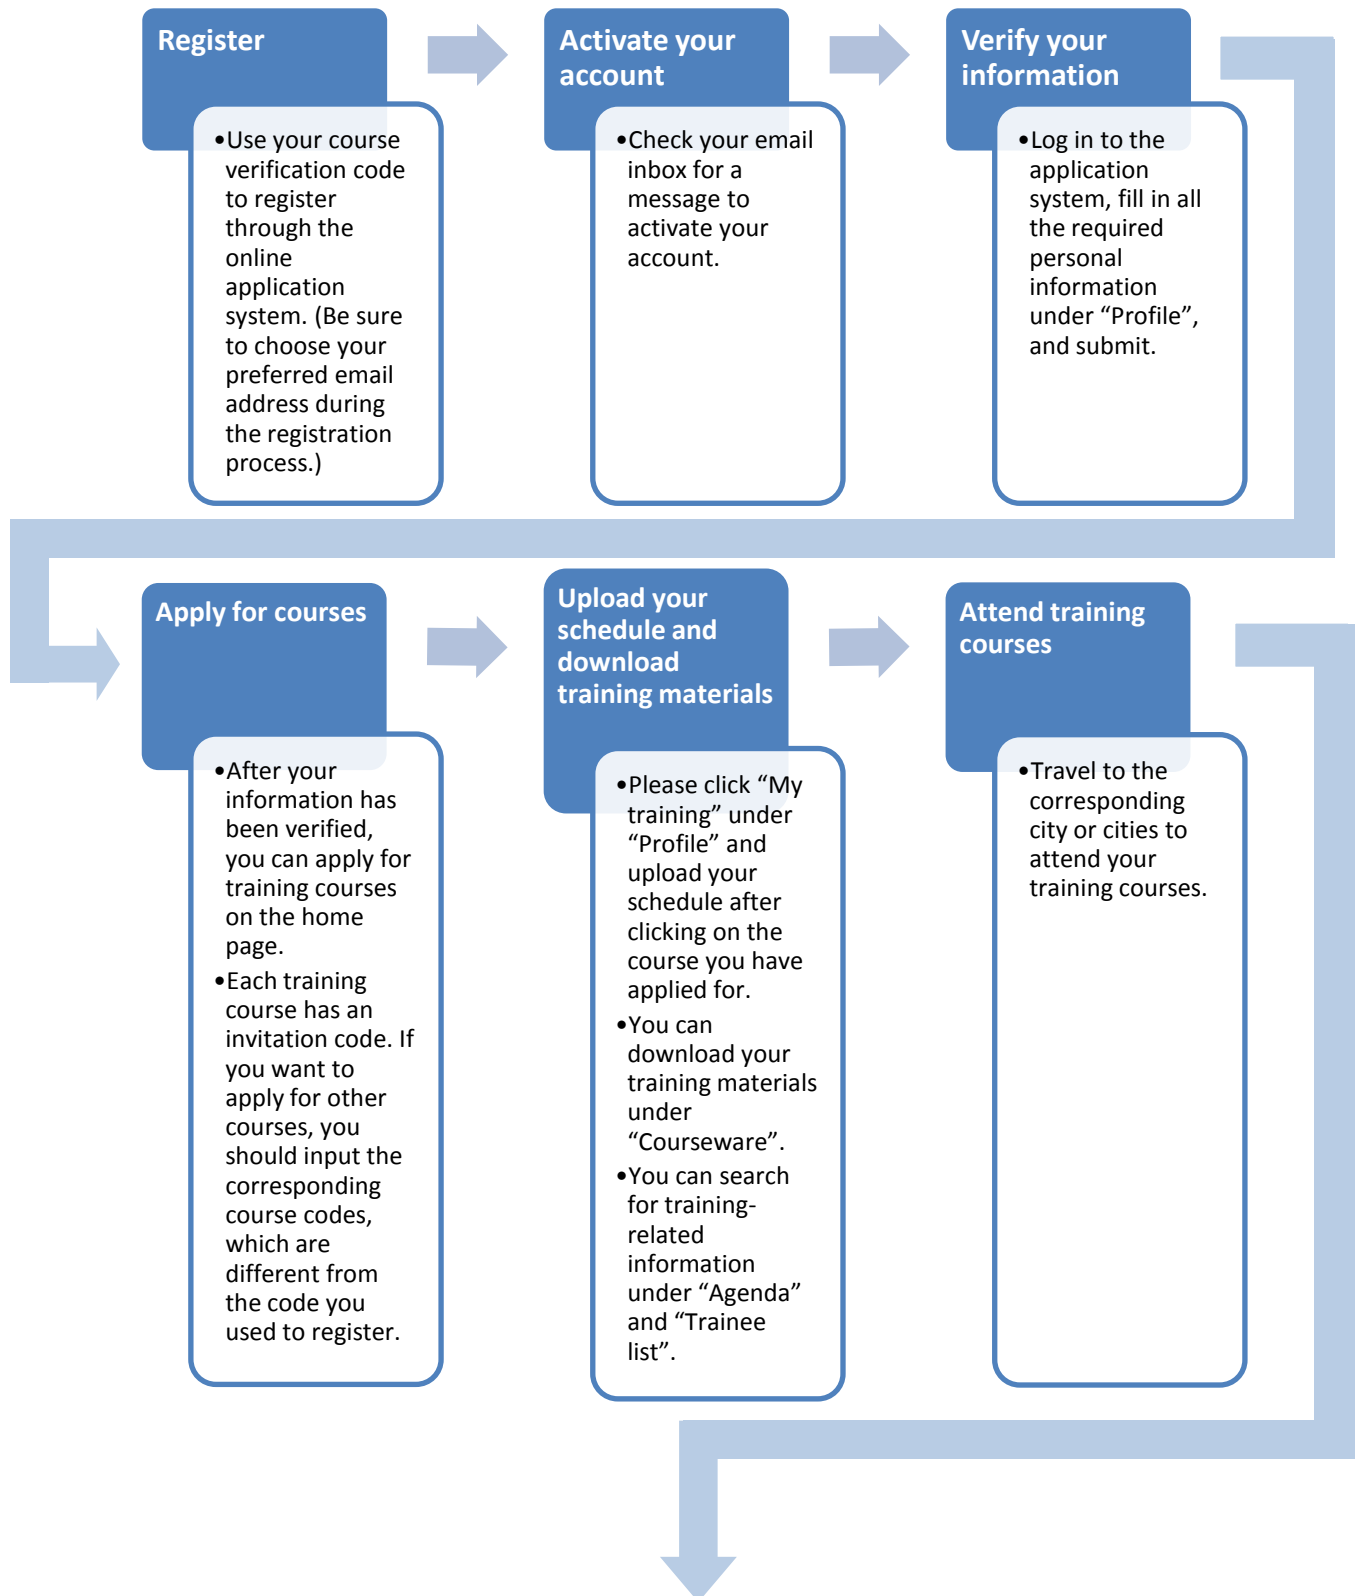 Register
•Use your course
verification code
to register
through the
online
application
system. (Be sure
to choose your
preferred email
address during
the registration
process.)
Activate your
account
•Check your email
inbox for a
message to
activate your
account.
Verify your
information
•Log in to the
application
system, fill in all
the required
personal
information
under “Profile”,
and submit.
Apply for courses
•After your
information has
been verified,
you can apply for
training courses
on the home
page.
•Each training
course has an
invitation code. If
you want to
apply for other
courses, you
should input the
corresponding
course codes,
which are
different from
the code you
used to register.
Upload your
schedule and
download
training materials
•Please click “My
training” under
“Profile” and
upload your
schedule after
clicking on the
course you have
applied for.
•You can
download your
training materials
under
“Courseware”.
•You can search
for training-
related
information
under “Agenda”
and “Trainee
list”.
Attend training
courses
•Travel to the
corresponding
city or cities to
attend your
training courses.